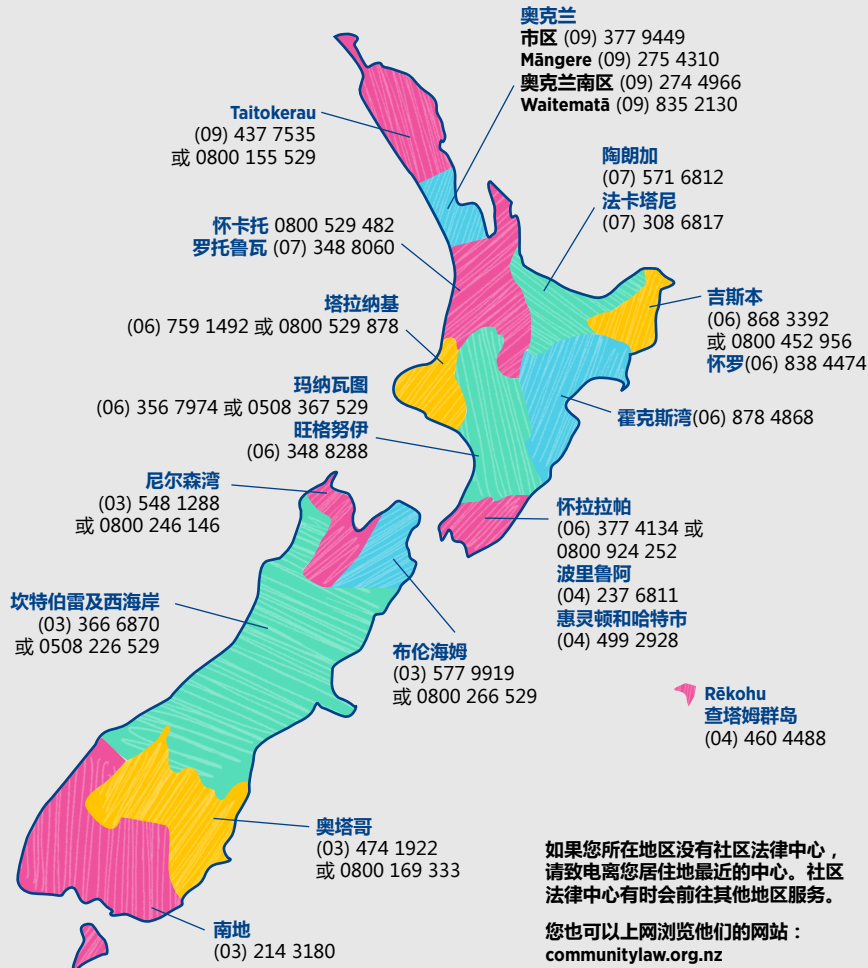 奥克兰
市区 (09) 377 9449
Māngere (09) 275 4310
奥克兰南区 (09) 274 4966
Waitematā (09) 835 2130
Taitokerau
(09) 437 7535
或 0800 155 529
陶朗加
(07) 571 6812
法卡塔尼
(07) 308 6817
怀卡托 0800 529 482
罗托鲁瓦 (07) 348 8060
吉斯本
(06) 868 3392
或 0800 452 956
怀罗(06) 838 4474
塔拉纳基
(06) 759 1492 或 0800 529 878
玛纳瓦图
(06) 356 7974 或 0508 367 529
旺格努伊
(06) 348 8288
霍克斯湾(06) 878 4868
尼尔森湾
(03) 548 1288
或 0800 246 146
怀拉拉帕
(06) 377 4134 或
0800 924 252
波里鲁阿
(04) 237 6811
惠灵顿和哈特市
(04) 499 2928
坎特伯雷及西海岸
(03) 366 6870
或 0508 226 529
布伦海姆
(03) 577 9919
或 0800 266 529
Rēkohu
查塔姆群岛
(04) 460 4488
奥塔哥
(03) 474 1922
或 0800 169 333
南地
(03) 214 3180
如果您所在地区没有社区法律中心，
请致电离您居住地最近的中心。社区
法律中心有时会前往其他地区服务。
您也可以上网浏览他们的网站：
communitylaw.org.nz